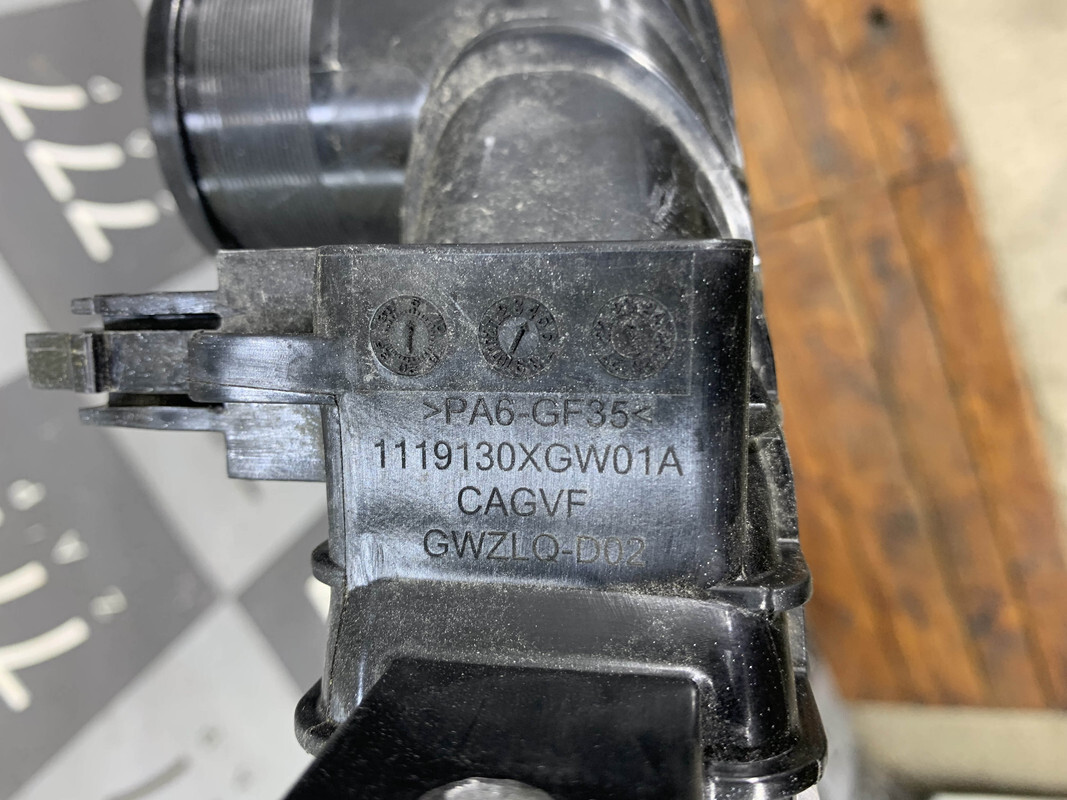 >PA6-GF35<
1119130XGW01A
CAGVF
GWZLQ-D02